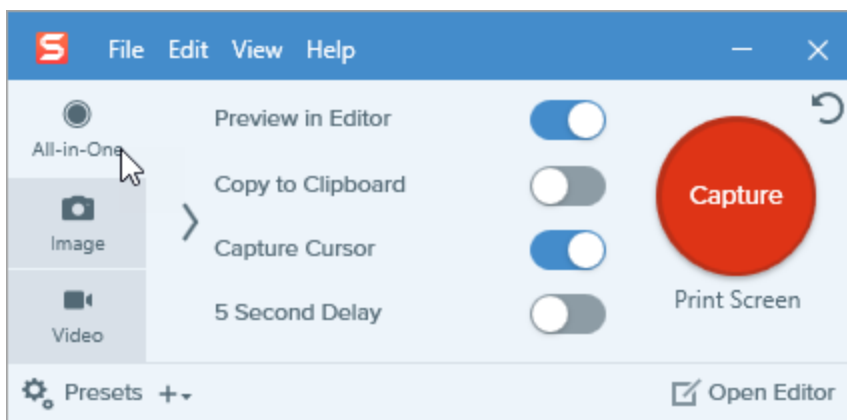 S File Edit View Help
All-in-One
Image
Video
Preview in Editor
Copy to Clipboard
Capture Cursor
5 Second Delay
Capture
Print Screen
Presets
Open Editor